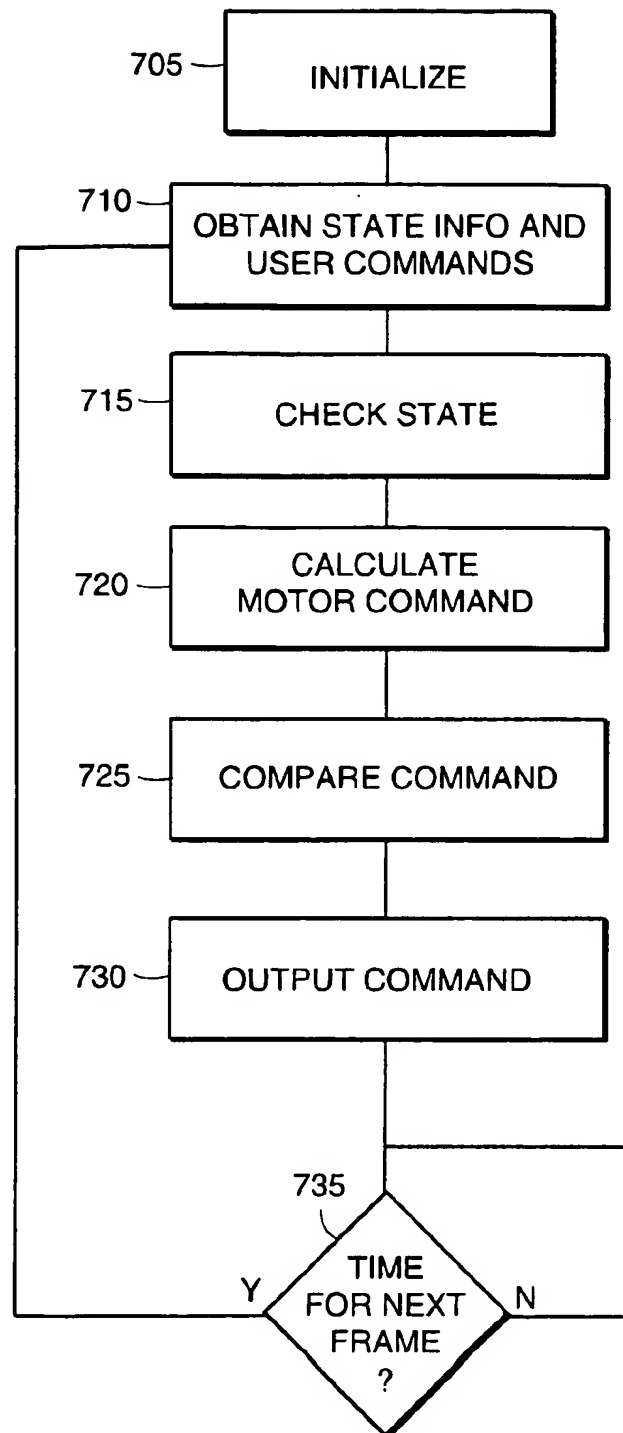 705
INITIALIZE
710
OBTAIN STATE INFO AND
USER COMMANDS
715
CHECK STATE
720
CALCULATE
MOTOR COMMAND
725
COMPARE COMMAND
730
OUTPUT COMMAND
735
Y
TIME
FOR NEXT
FRAME
?
N